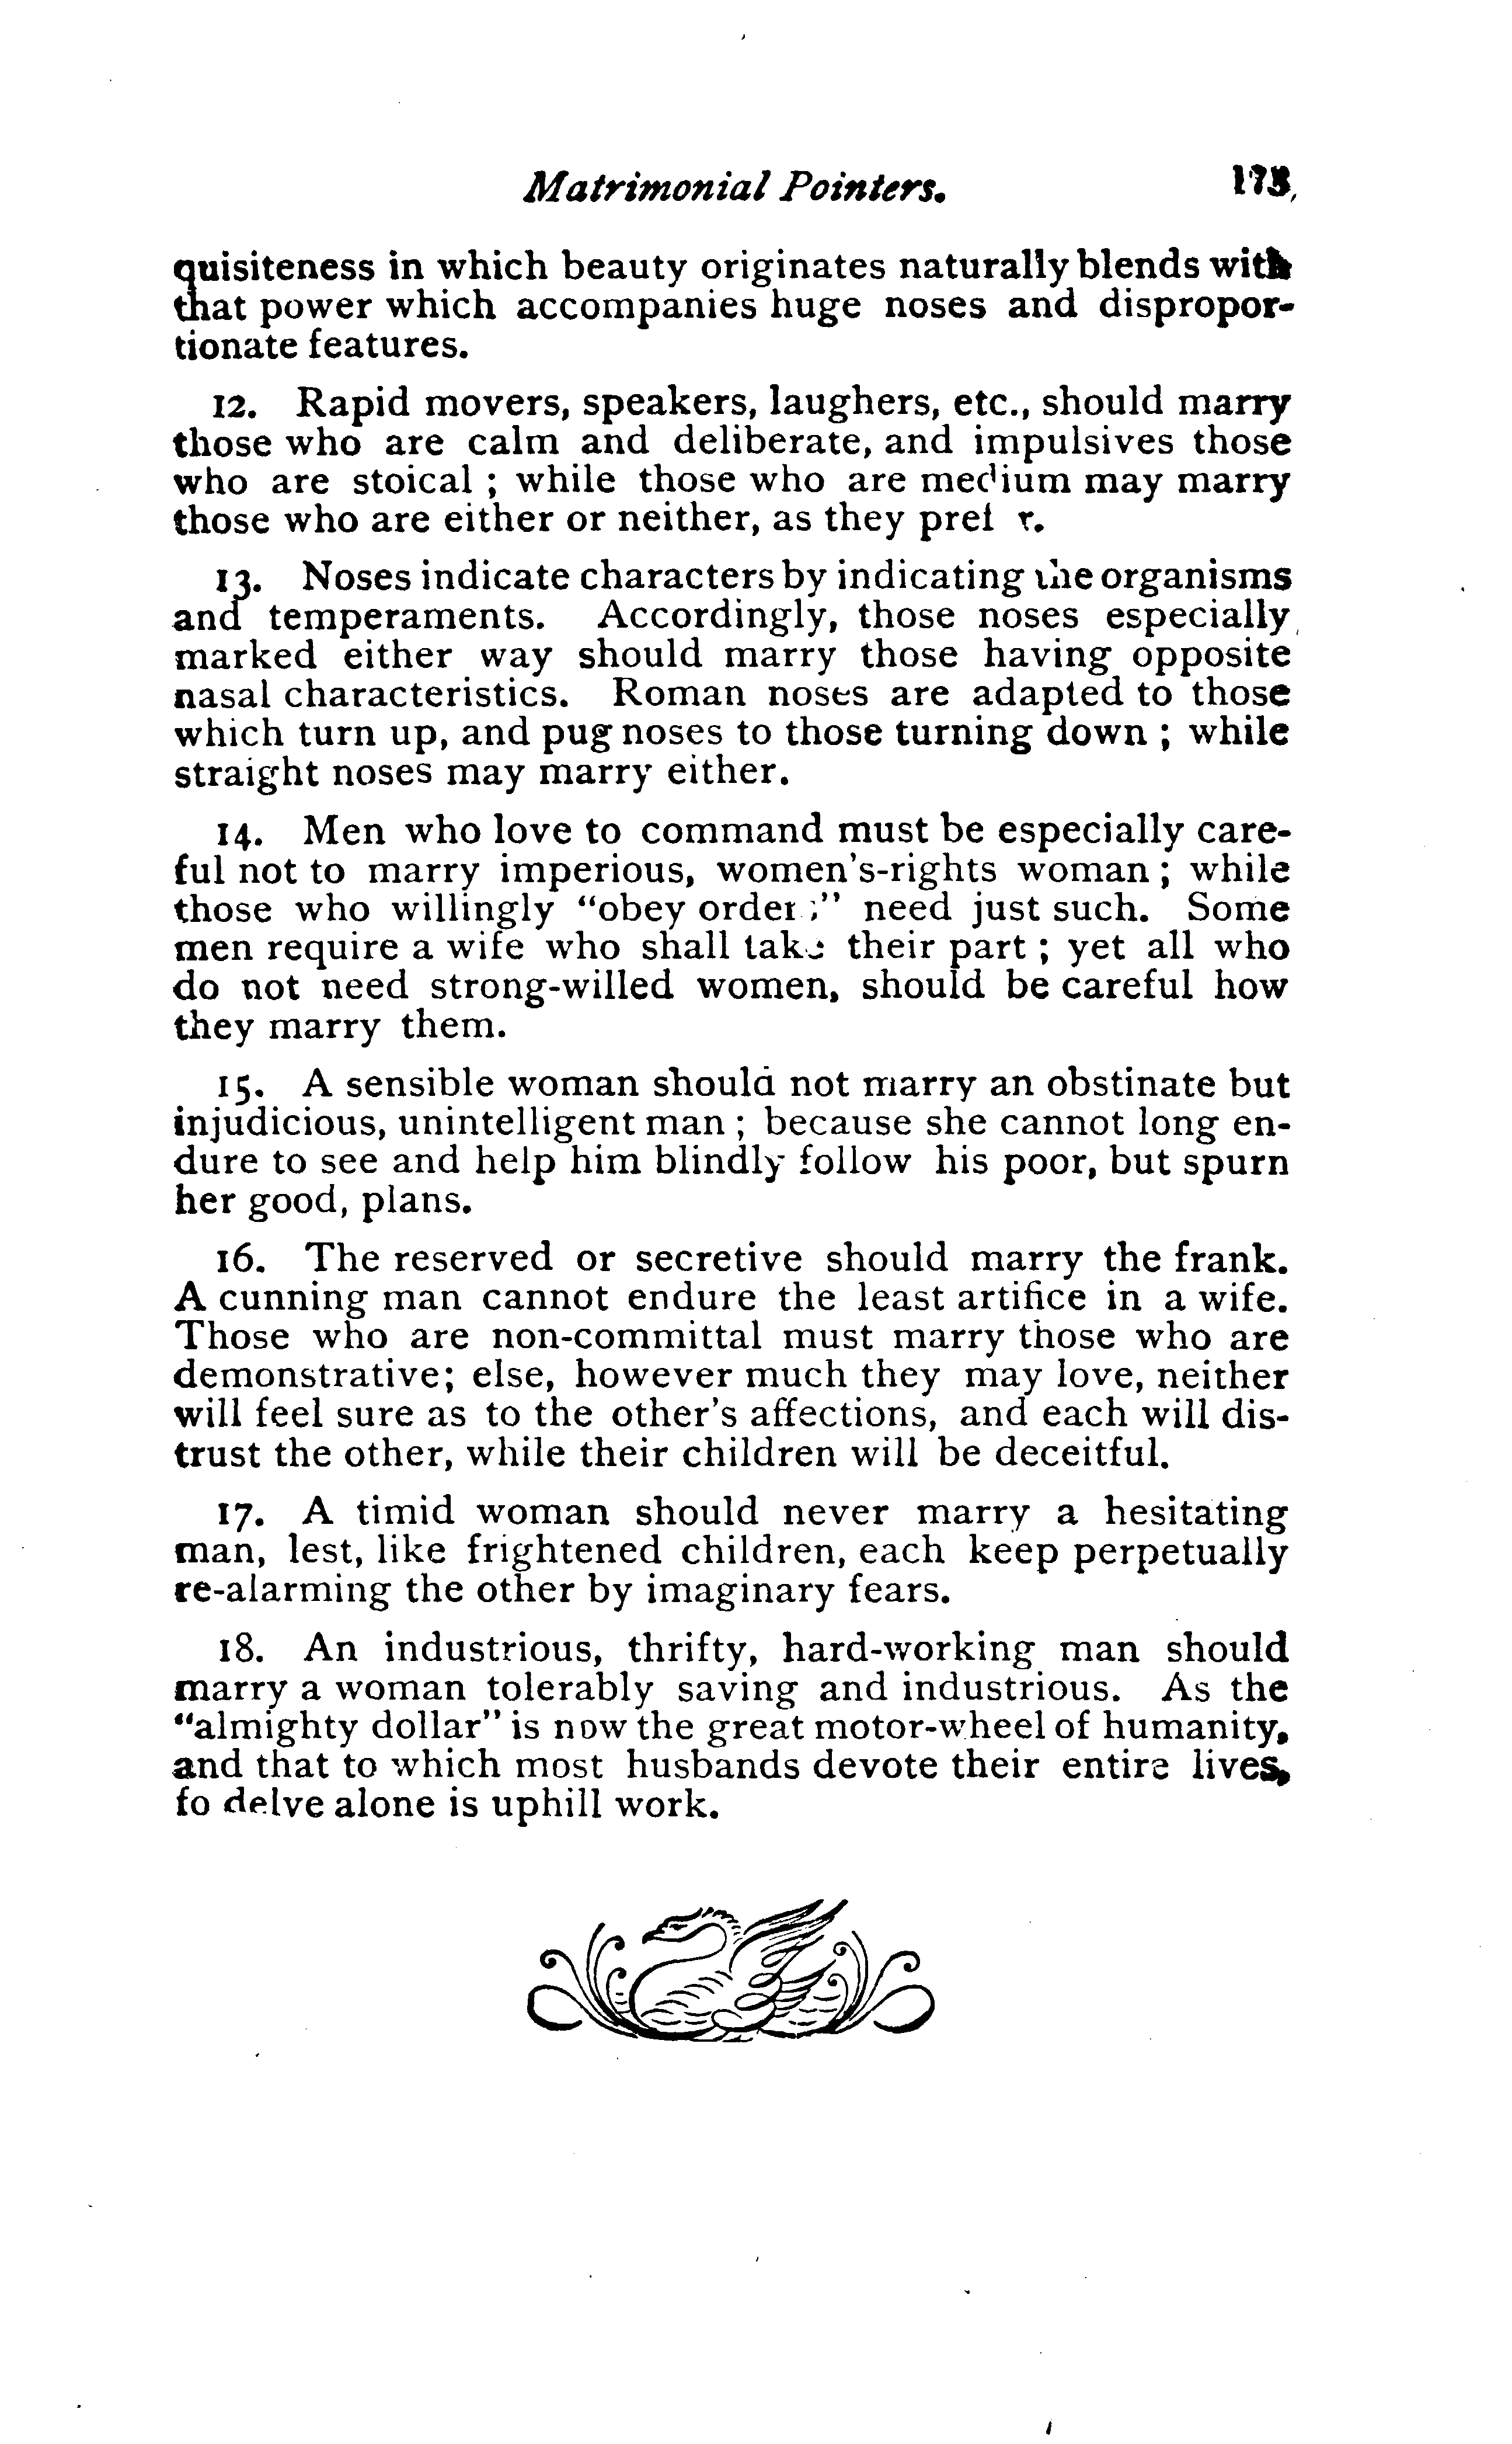 Matrimonial Pointers. 173
quisiteness in which beauty originates naturally blends with
that power which accompanies huge noses and dispropor-
tionate features.
12. Rapid movers, speakers, laughers, etc., should marry
those who are calm and deliberate, and impulsives those
who are stoical ; while those who are medium may marry
those who are either or neither, as they pref r.
13. Noses indicate characters by indicating the organisms
and temperaments. Accordingly, those noses especially
marked either way should marry those having opposite
nasal characteristics. Roman noses are adapted to those
which turn up, and pug noses to those turning down ; while
straight noses may marry either.
14. Men who love to command must be especially care-
ful not to marry imperious, women's-rights woman ; while
those who willingly "obey orders" need just such. Some
men require a wife who shall take their part ; yet all who
do not need strong-willed women, should be careful how
they marry them.
15. A sensible woman should not marry an obstinate but
injudicious, unintelligent man ; because she cannot long en-
dure to see and help him blindly follow his poor, but spurn
her good, plans.
16. The reserved or secretive should marry the frank.
A cunning man cannot endure the least artifice in a wife.
Those who are non-committal must marry those who are
demonstrative; else, however much they may love, neither
will feel sure as to the other's affections, and each will dis-
trust the other, while their children will be deceitful.
17. A timid woman should never marry a hesitating
man, lest, like frightened children, each keep perpetually
re-alarming the other by imaginary fears.
18. An industrious, thrifty, hard-working man should
marry a woman tolerably saving and industrious. As the
"almighty dollar" is now the great motor-wheel of humanity,
and that to which most husbands devote their entire lives,
fo delve alone is uphill work.